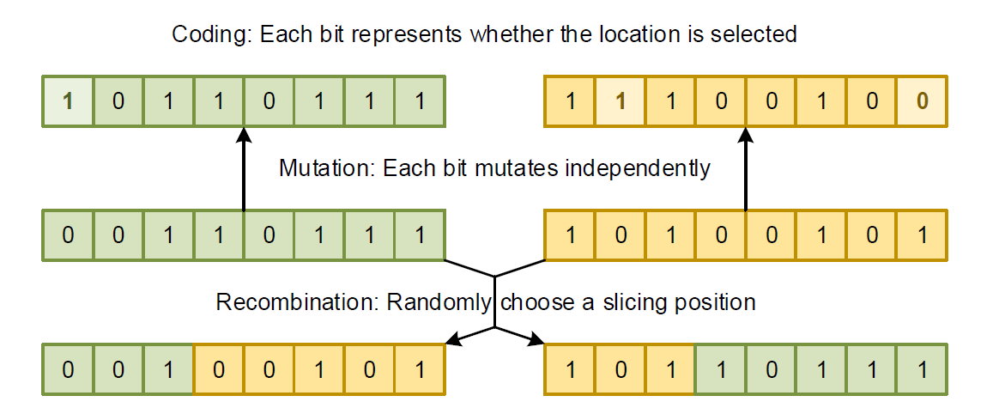 Coding: Each bit represents whether the location is selected
1 0 1 1 0 1 1 1 1 1 1 0 0 1 0 0
Mutation: Each bit mutates independently
0 0 1 1 0 1 1 1 1 0 1 0 0 1 0 1
Recombination: Randomly choose a slicing position
0 0 1 0 0 1 0 1 1 0 1 1 0 1 1 1